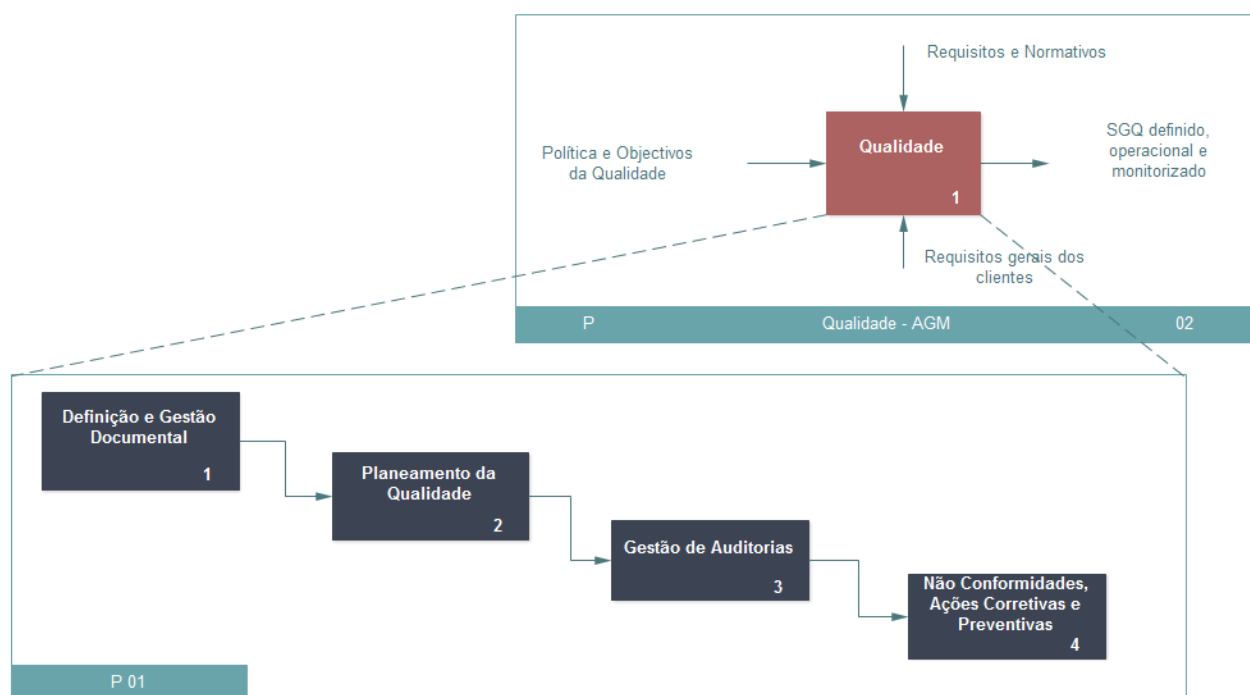 Requisitos e Normativos
Política e Objectivos
da Qualidade
Qualidade
1
SGQ definido,
operacional e
monitorizado
Requisitos gerais dos
clientes
P
Qualidade - AGM
02
Definição e Gestão
Documental
1
Planeamento da
Qualidade
2
Gestão de Auditorias
3
Não Conformidades,
Ações Corretivas e
Preventivas
4
P 01